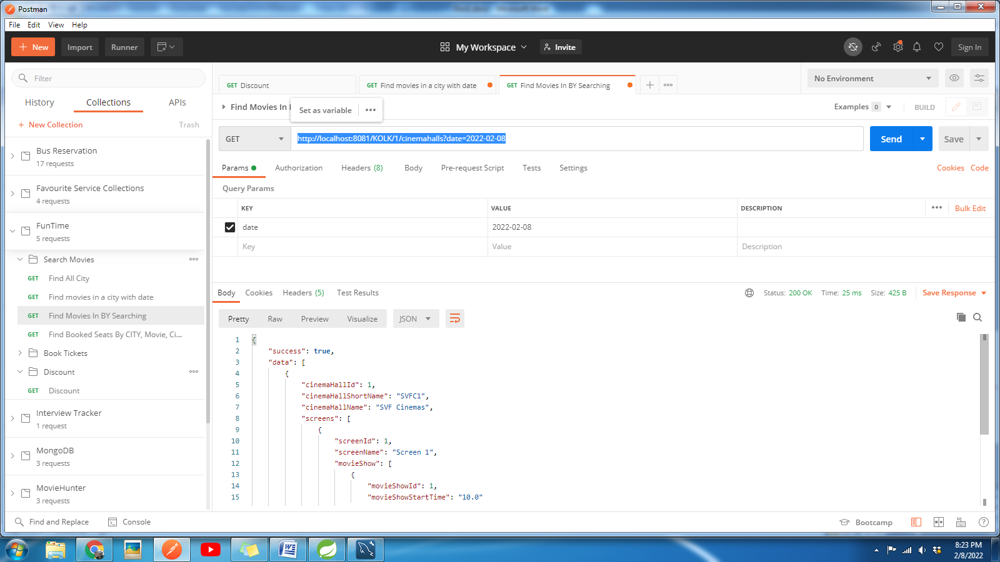 Postman
File Edit View Help
New Import Runner My Workspace Invite Sign In
Filter
History Collections APIs
+ New Collection Trash
Bus Reservation
17 requests
Favourite Service Collections
4 requests
FunTime
5 requests
Search Movies
GET Find All City
GET Find movies in a city with date
GET Find Movies In BY Searching
GET Find Booked Seats By CITY, Movie, Ci...
Book Tickets
Discount
GET Discount
Interview Tracker
1 request
MongoDB
3 requests
MovieHunter
3 requests
GET Discount GET Find movies in a city with date GET Find Movies In BY Searching
No Environment
Find Movies In
Set as variable
Examples 0 BUILD
GET http://localhost:8081/KOLK/1/cinemahalls?date=2022-02-08 Send Save
Params Authorization Headers (8) Body Pre-request Script Tests Settings Cookies Code
Query Params
KEY VALUE DESCRIPTION Bulk Edit
date 2022-02-08
Key Value Description
Body Cookies Headers (5) Test Results Status: 200 OK Time: 25 ms Size: 425 B Save Response
Pretty Raw Preview Visualize JSON
1 {
2 "success": true,
3 "data": [
4 {
5 "cinemaHallId": 1,
6 "cinemaHallShortName": "SVFC1",
7 "cinemaHallName": "SVF Cinemas",
8 "screens": [
9 {
10 "screenId": 1,
11 "screenName": "Screen 1",
12 "movieShow": [
13 {
14 "movieShowId": 1,
15 "movieShowStartTime": "10.0"
Find and Replace Console Bootcamp
8:23 PM
2/8/2022